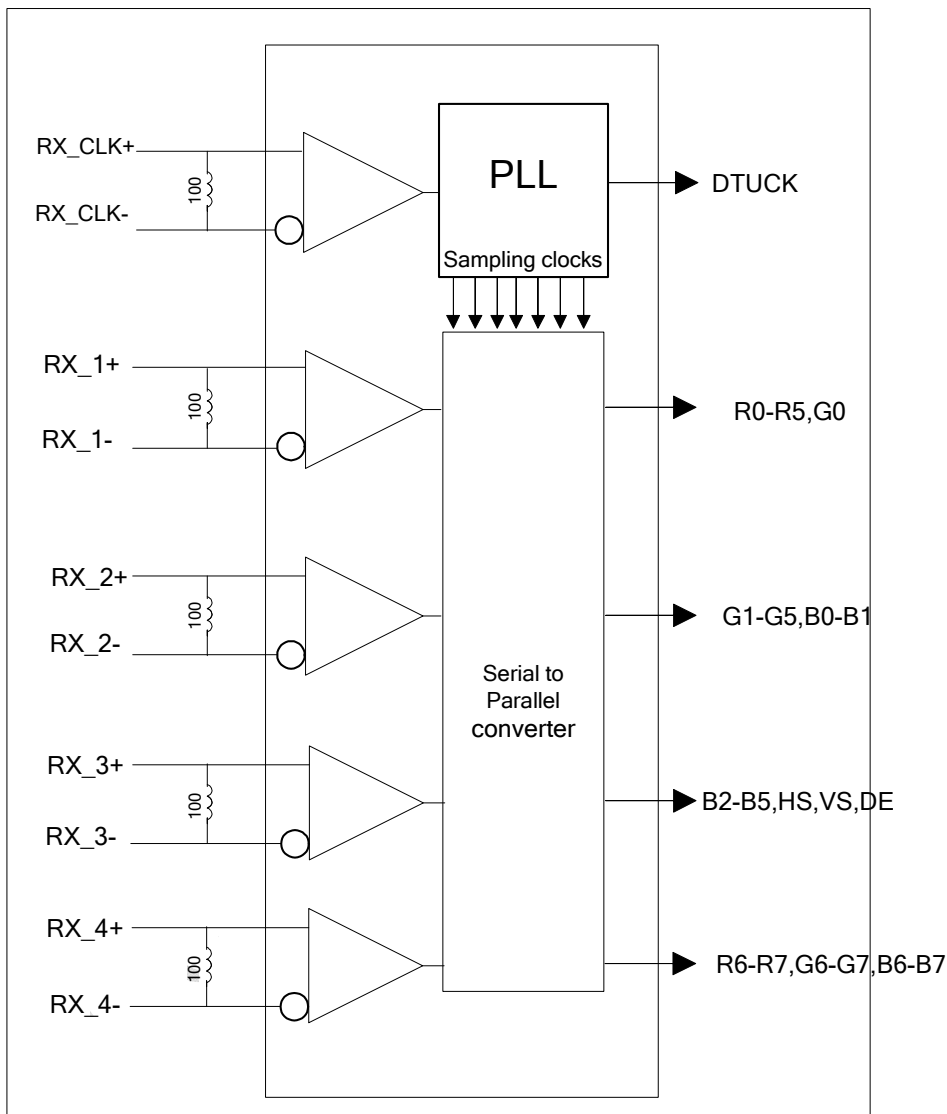 RX_CLK+
100
RX_CLK-
PLL
Sampling clocks
DTUCK
RX_1+
100
RX_1-
R0-R5,G0
RX_2+
100
RX_2-
G1-G5,B0-B1
Serial to
Parallel
converter
RX_3+
100
RX_3-
B2-B5,HS,VS,DE
RX_4+
100
RX_4-
R6-R7,G6-G7,B6-B7